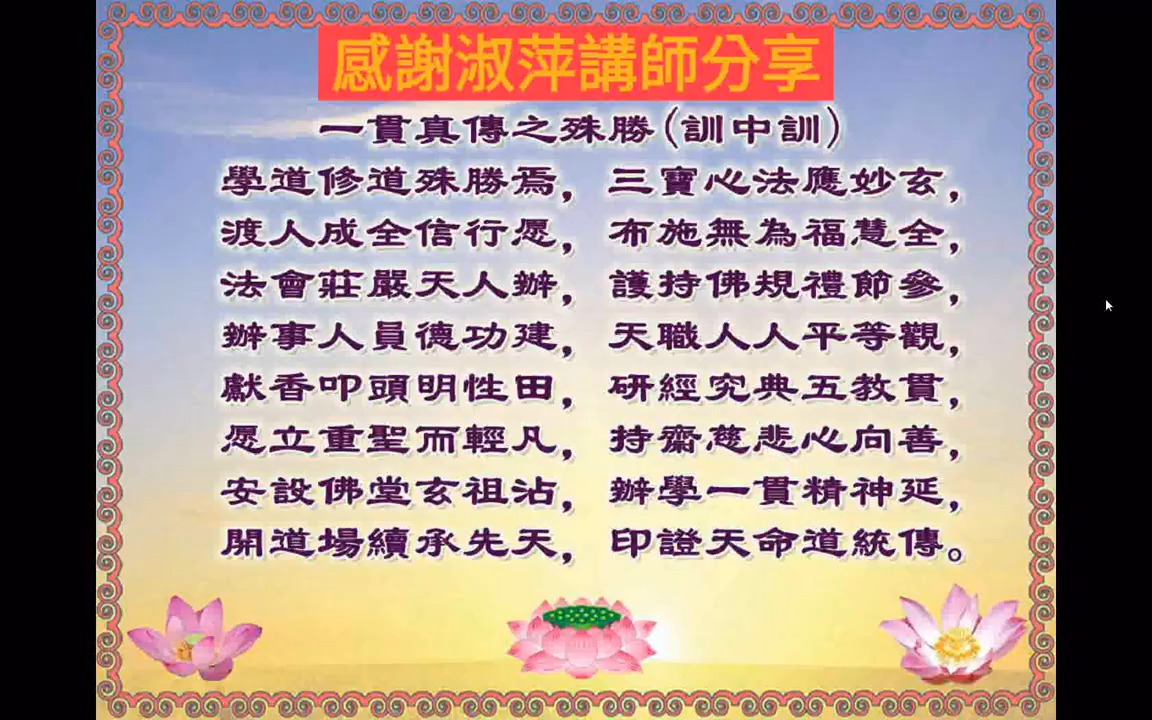 感謝淑萍講師分享
一貫真傳之殊勝(訓中訓)
學道修道殊勝焉，三寶心法應妙玄，
渡人成全信行愿，布施無為福慧全，
法會莊嚴天人辦，護持佛規禮節參，
辦事人員德功建，天職人人平等觀，
獻香叩頭明性田，研經究典五教貫，
愿立重聖而輕凡，持齋慈悲心向善，
安設佛堂玄祖沾，辦學一貫精神延，
開道場續承先天，印證天命道統傳。